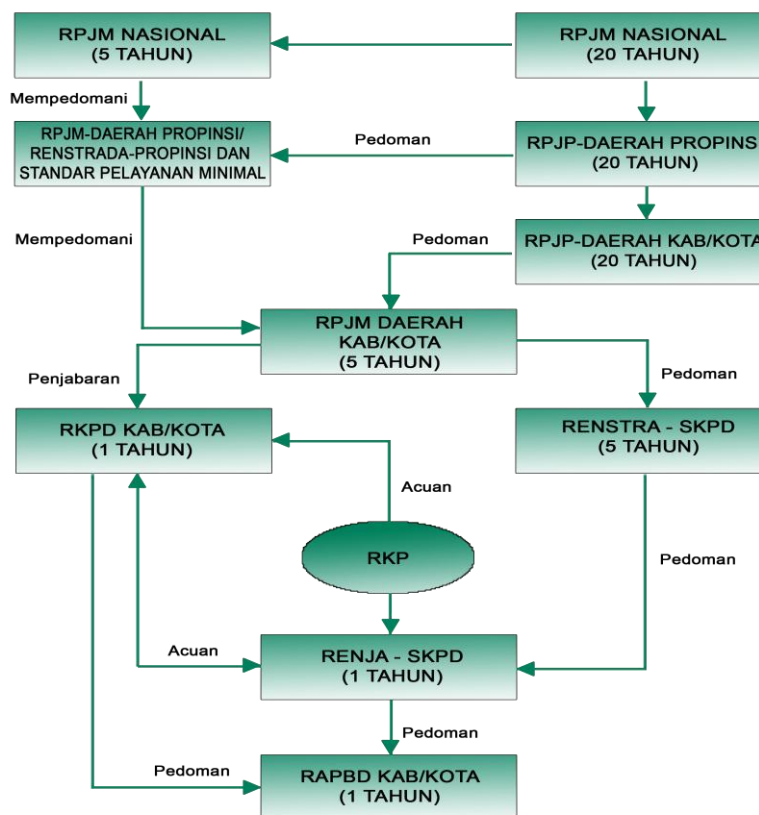 RPJM NASIONAL
(5 TAHUN)
RPJM NASIONAL
(20 TAHUN)
Mempedomani
RPJM-DAERAH PROPINSI/
RENSTRADA-PROPINSI DAN
STANDAR PELAYANAN MINIMAL
Pedoman
RPJP-DAERAH PROPINSI
(20 TAHUN)
Mempedomani
Pedoman
RPJP-DAERAH KAB/KOTA
(20 TAHUN)
RPJM DAERAH
KAB/KOTA
(5 TAHUN)
Penjabaran
Pedoman
RKPD KAB/KOTA
(1 TAHUN)
RENSTRA - SKPD
(5 TAHUN)
Acuan
RKP
Pedoman
Acuan
RENJA - SKPD
(1 TAHUN)
Pedoman
Pedoman
RAPBD KAB/KOTA
(1 TAHUN)